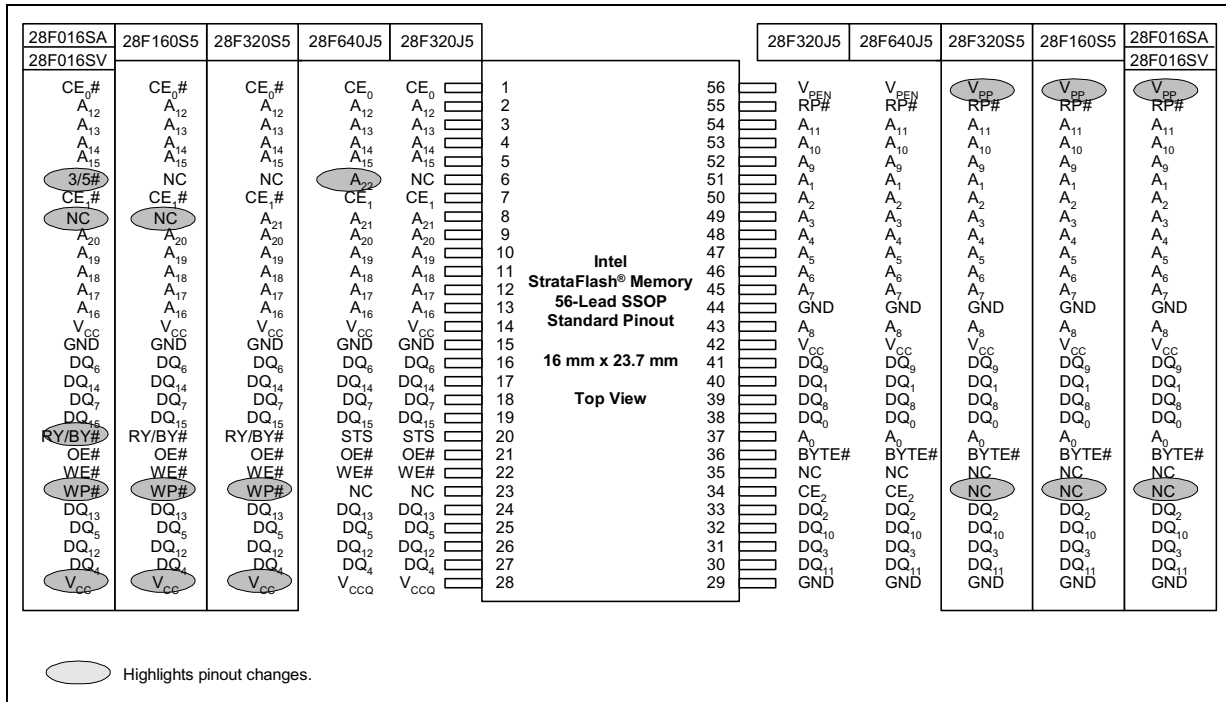 28F016SA 28F160S5 28F320S5 28F640J5 28F320J5 28F320J5 28F640J5 28F320S5 28F160S5 28F016SA
28F016SV 28F016SV
CE0# CE0# CE0# CE0 CE0 1 56 VPEN VPEN VPP VPP VPP
A12 A12 A12 A12 A12 2 55 RP# RP# RP# RP# RP#
A13 A13 A13 A13 A13 3 54 A11 A11 A11 A11 A11
A14 A14 A14 A14 A14 4 53 A10 A10 A10 A10 A10
A15 A15 A15 A15 A15 5 52 A9 A9 A9 A9 A9
3/5# NC NC A22 NC 6 51 A1 A1 A1 A1 A1
CE1# CE1# CE1# CE1 CE1 7 50 A2 A2 A2 A2 A2
NC NC A21 A21 A21 8 49 A3 A3 A3 A3 A3
A20 A20 A20 A20 A20 9 48 A4 A4 A4 A4 A4
A19 A19 A19 A19 A19 10 47 A5 A5 A5 A5 A5
A18 A18 A18 A18 A18 11 46 A6 A6 A6 A6 A6
A17 A17 A17 A17 A17 12 45 A7 A7 A7 A7 A7
A16 A16 A16 A16 A16 13 44 GND GND GND GND GND
VCC VCC VCC VCC VCC 14 43 A8 A8 A8 A8 A8
GND GND GND GND GND 15 42 VCC VCC VCC VCC VCC
DQ6 DQ6 DQ6 DQ6 DQ6 16 41 DQ9 DQ9 DQ9 DQ9 DQ9
DQ14 DQ14 DQ14 DQ14 DQ14 17 40 DQ1 DQ1 DQ1 DQ1 DQ1
DQ7 DQ7 DQ7 DQ7 DQ7 18 39 DQ8 DQ8 DQ8 DQ8 DQ8
DQ15 DQ15 DQ15 DQ15 DQ15 19 38 DQ0 DQ0 DQ0 DQ0 DQ0
RY/BY# RY/BY# RY/BY# STS STS 20 37 A0 A0 A0 A0 A0
OE# OE# OE# OE# OE# 21 36 BYTE# BYTE# BYTE# BYTE# BYTE#
WE# WE# WE# WE# WE# 22 35 NC NC NC NC NC
WP# WP# WP# NC NC 23 34 CE2 CE2 NC NC NC
DQ13 DQ13 DQ13 DQ13 DQ13 24 33 DQ2 DQ2 DQ2 DQ2 DQ2
DQ5 DQ5 DQ5 DQ5 DQ5 25 32 DQ10 DQ10 DQ10 DQ10 DQ10
DQ12 DQ12 DQ12 DQ12 DQ12 26 31 DQ3 DQ3 DQ3 DQ3 DQ3
DQ4 DQ4 DQ4 DQ4 DQ4 27 30 DQ11 DQ11 DQ11 DQ11 DQ11
VCC VCC VCC VCCQ VCCQ 28 29 GND GND GND GND GND
Intel
StrataFlash® Memory
56-Lead SSOP
Standard Pinout
16 mm x 23.7 mm
Top View
Highlights pinout changes.